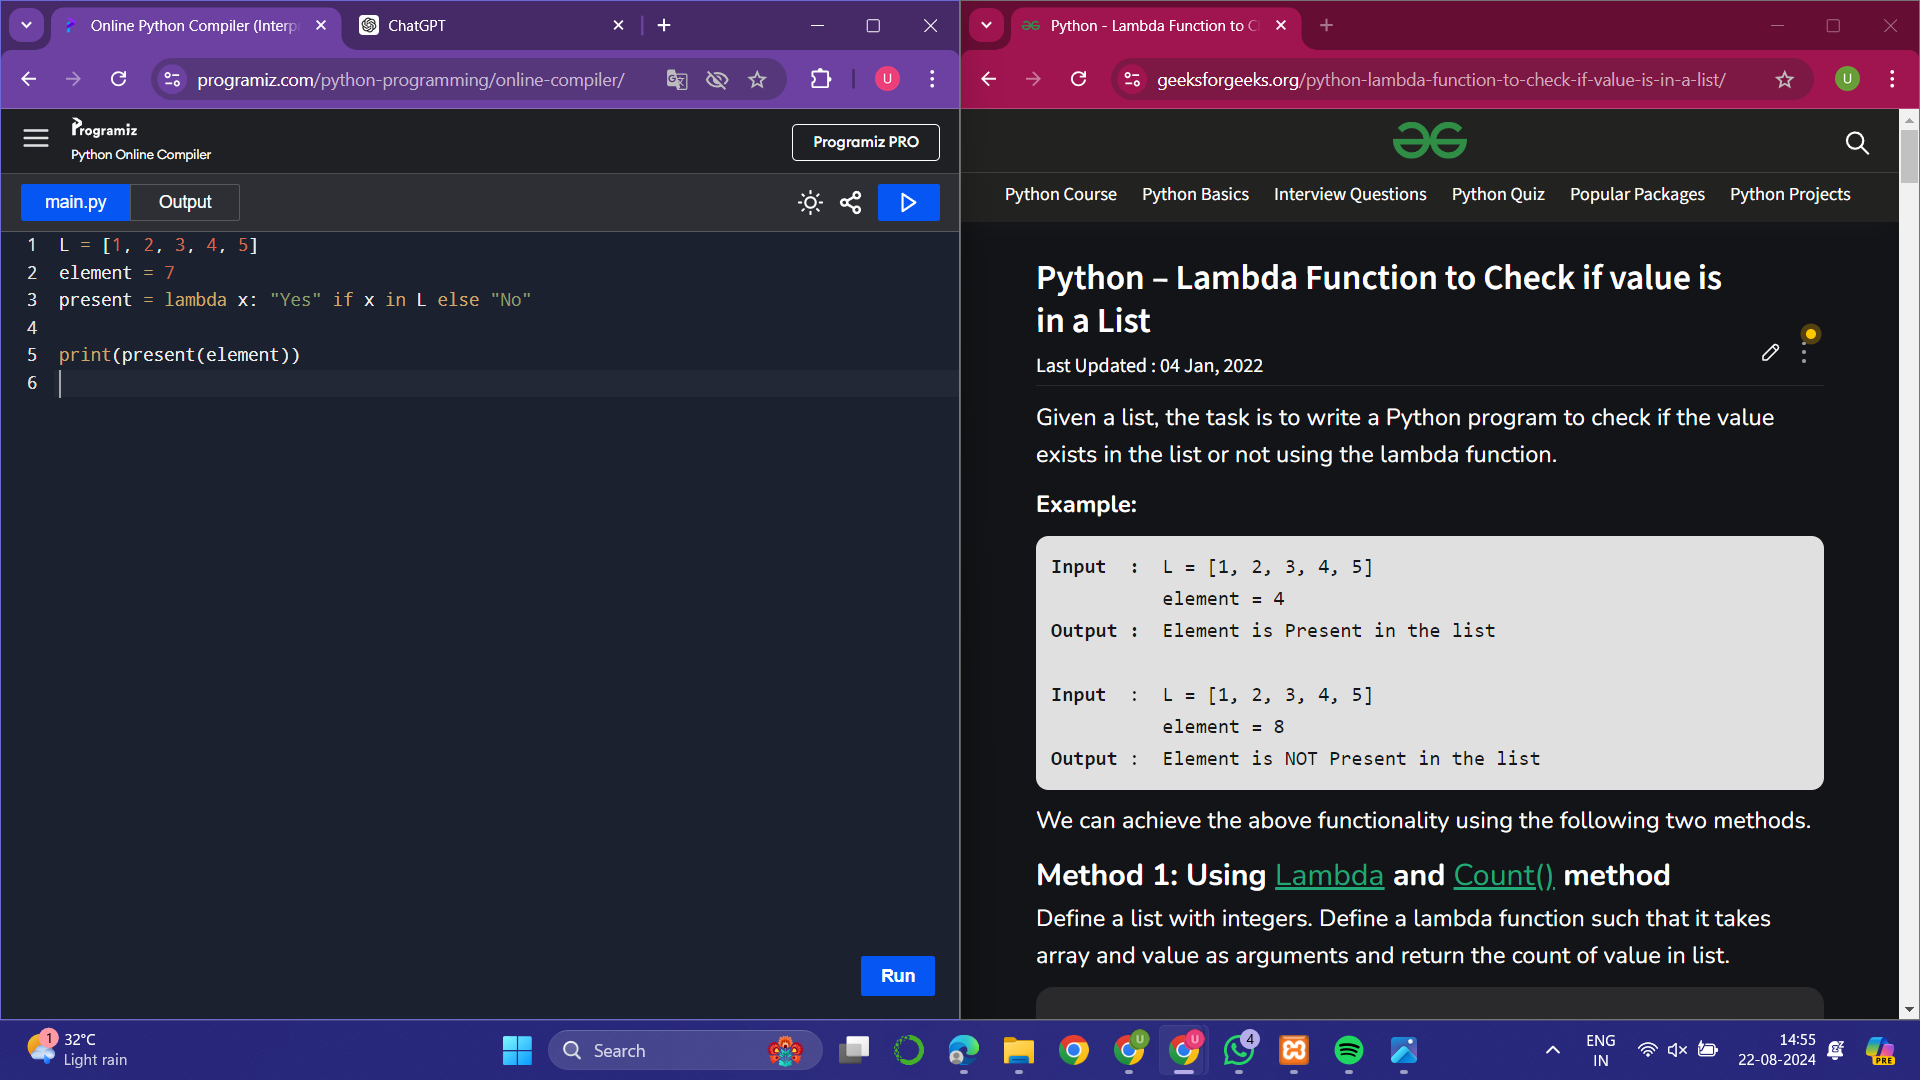 Online Python Compiler (Interp
ChatGPT
programiz.com/python-programming/online-compiler/
U
Programiz
Python Online Compiler
Programiz PRO
main.py
Output
1 L = [1, 2, 3, 4, 5]
2 element = 7
3 present = lambda x: "Yes" if x in L else "No"
4
5 print(present(element))
6
Run
Python - Lambda Function to C
geeksforgeeks.org/python-lambda-function-to-check-if-value-is-in-a-list/
U
Python Course Python Basics Interview Questions Python Quiz Popular Packages Python Projects
Python – Lambda Function to Check if value is
in a List
Last Updated : 04 Jan, 2022
Given a list, the task is to write a Python program to check if the value
exists in the list or not using the lambda function.
Example:
Input : L = [1, 2, 3, 4, 5]
element = 4
Output : Element is Present in the list
Input : L = [1, 2, 3, 4, 5]
element = 8
Output : Element is NOT Present in the list
We can achieve the above functionality using the following two methods.
Method 1: Using Lambda and Count() method
Define a list with integers. Define a lambda function such that it takes
array and value as arguments and return the count of value in list.
1
32°C
Light rain
Search
U
U
4
ENG
IN
14:55
22-08-2024
PRE